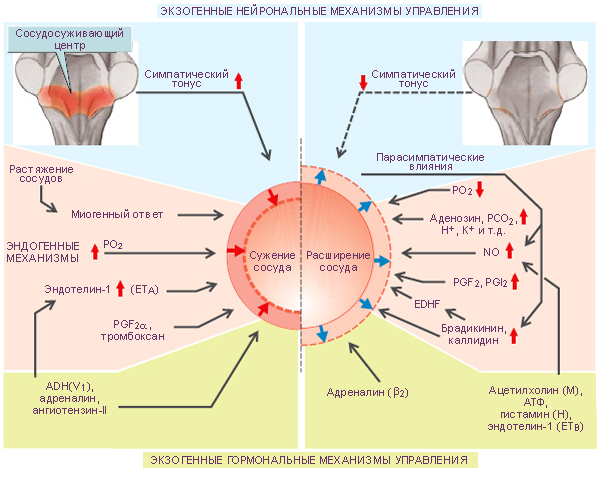 ЭКЗОГЕННЫЕ НЕЙРОНАЛЬНЫЕ МЕХАНИЗМЫ УПРАВЛЕНИЯ
Сосудосуживающий
центр
Симпатический
тонус
Симпатический
тонус
Растяжение
сосудов
Миогенный ответ
ЭНДОГЕННЫЕ
МЕХАНИЗМЫ
PO2
Эндотелин-1 (ETA)
PGF2α,
тромбоксан
Сужение
сосуда
Расширение
сосуда
Парасимпатические
влияния
PO2
Аденозин, PCO2,
H+, K+ и т.д.
NO
PGF2, PGI2
EDHF
Брадикинин,
каллидин
ADH(V1),
адреналин,
ангиотензин-II
Адреналин (β2)
Ацетилхолин (M),
АТФ,
гистамин (H),
эндотелин-1 (ETB)
ЭКЗОГЕННЫЕ ГОРМОНАЛЬНЫЕ МЕХАНИЗМЫ УПРАВЛЕНИЯ